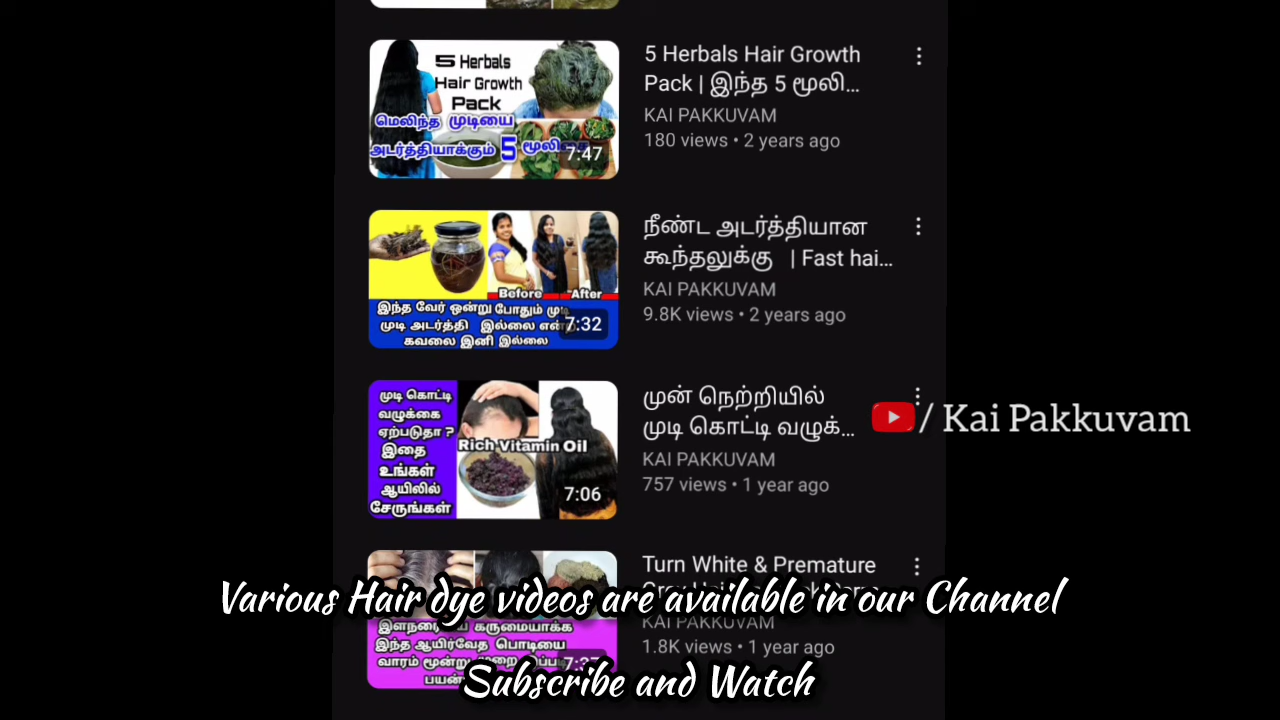 5 Herbals
Hair Growth
Pack
மெலிந்த முடியை
அடர்த்தியாக்கும் 5
7:47
5 Herbals Hair Growth
Pack | இந்த 5 மூலி...
KAI PAKKUVAM
180 views • 2 years ago
Before After
இந்த வேர் ஒன்று போதும்
முடி அடர்த்தி இல்லை
கவலை இனி இல்லை
7:32
நீண்ட அடர்த்தியான
கூந்தலுக்கு | Fast hai...
KAI PAKKUVAM
9.8K views • 2 years ago
முடி கொட்டி
வழுக்கை
ஏற்படுதா ?
இதை
உங்கள்
ஆயிலில்
சேருங்கள்
Rich Vitamin Oil
7:06
முன் நெற்றியில்
முடி கொட்டி வழுக்...
KAI PAKKUVAM
757 views • 1 year ago
/ Kai Pakkuvam
Turn White & Premature
Various Hair dye videos are available in our Channel
கருமையாக்க
இந்த ஆயிர்வேத பொடியை
வாரம் மூன்று
KAI PAKKUVAM
1.8K views • 1 year ago
Subscribe and Watch